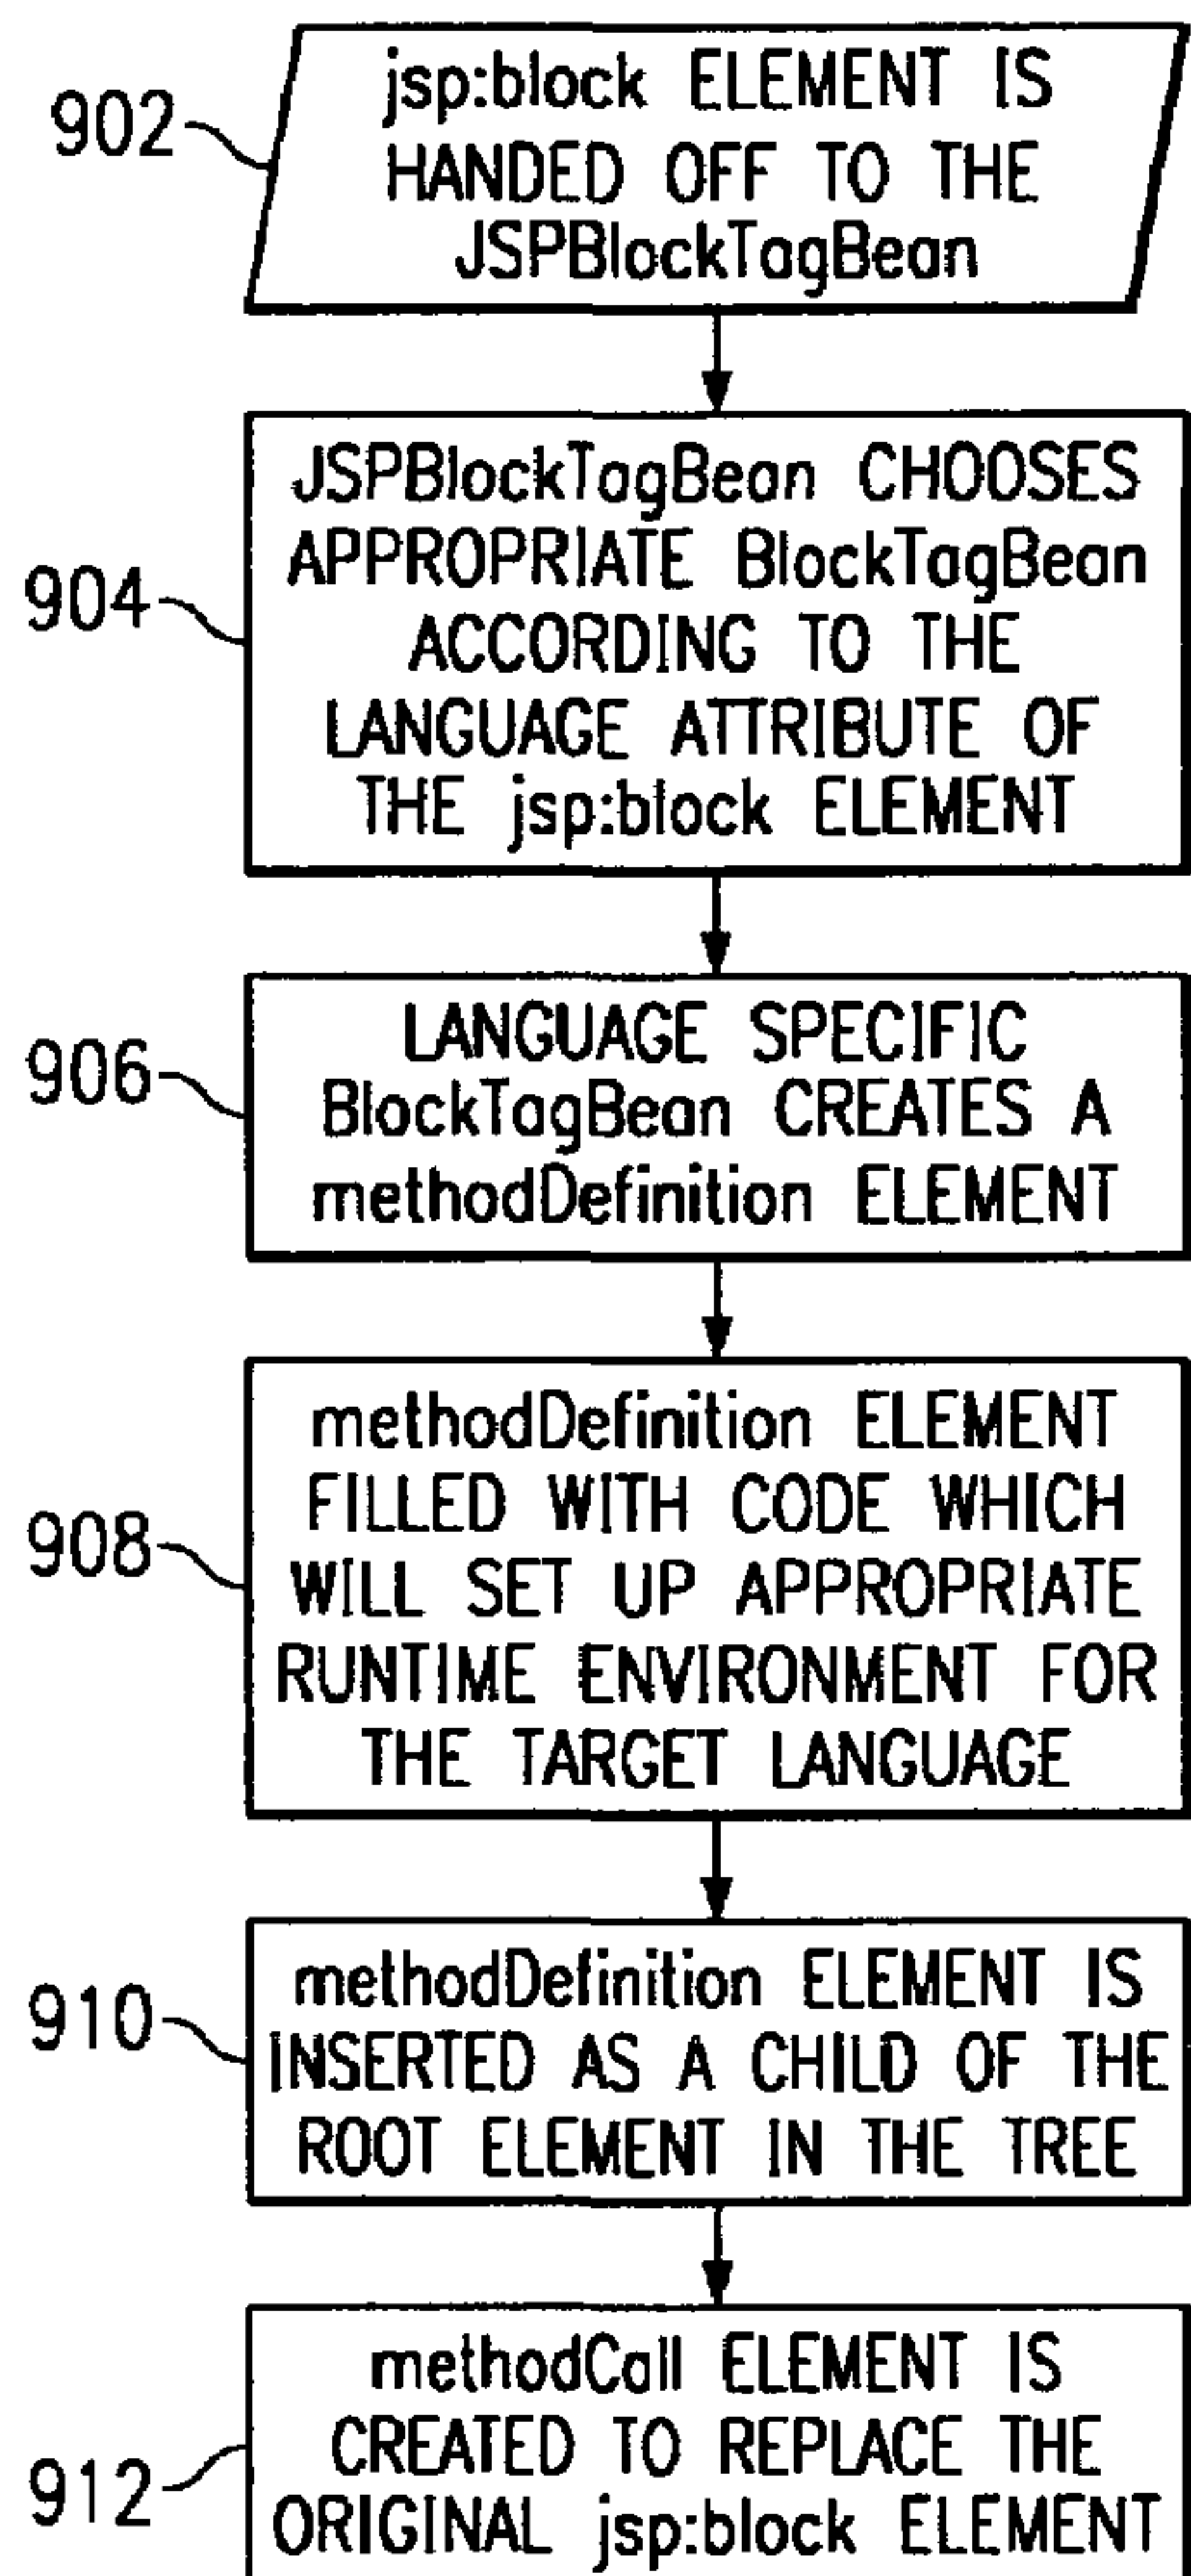 902
jsp:block ELEMENT IS
HANDED OFF TO THE
JSPBlockTagBean
904
JSPBlockTagBean CHOOSES
APPROPRIATE BlockTagBean
ACCORDING TO THE
LANGUAGE ATTRIBUTE OF
THE jsp:block ELEMENT
906
LANGUAGE SPECIFIC
BlockTagBean CREATES A
methodDefinition ELEMENT
908
methodDefinition ELEMENT
FILLED WITH CODE WHICH
WILL SET UP APPROPRIATE
RUNTIME ENVIRONMENT FOR
THE TARGET LANGUAGE
910
methodDefinition ELEMENT IS
INSERTED AS A CHILD OF THE
ROOT ELEMENT IN THE TREE
912
methodCall ELEMENT IS
CREATED TO REPLACE THE
ORIGINAL jsp:block ELEMENT